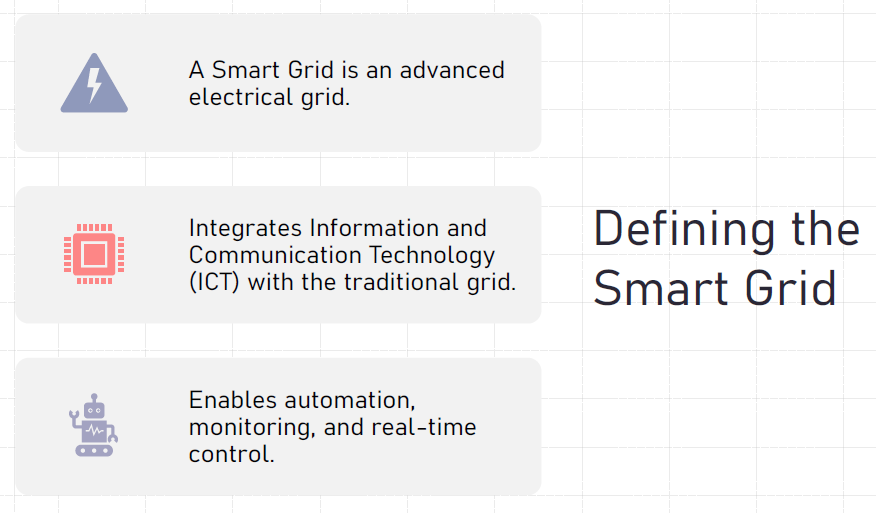 A Smart Grid is an advanced
electrical grid.
Integrates Information and
Communication Technology
(ICT) with the traditional grid.
Enables automation,
monitoring, and real-time
control.
Defining the
Smart Grid